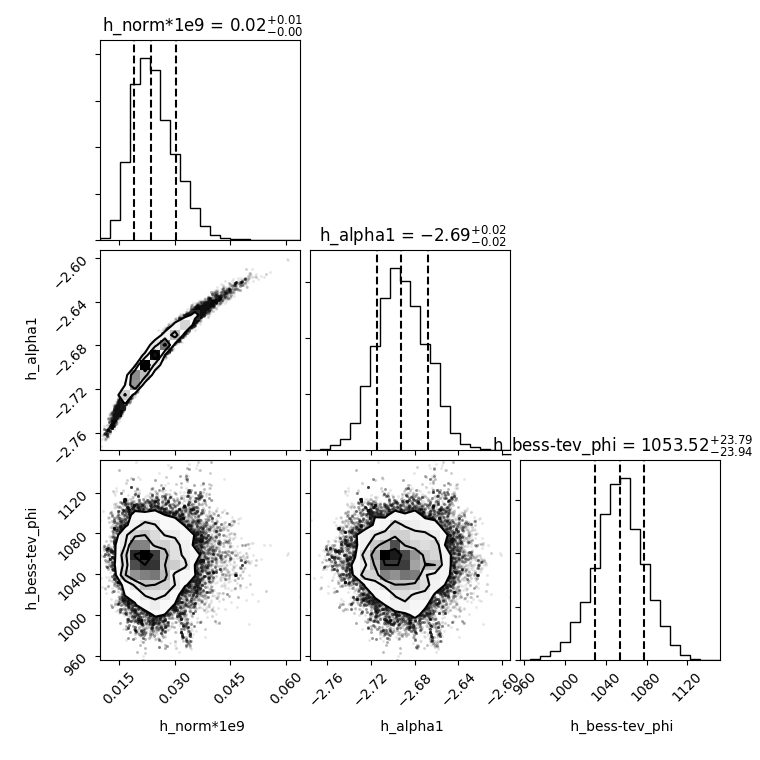 h_norm*1e9 = 0.02+0.01 −0.00
h_alpha1 = −2.69+0.02 −0.02
−2.60
−2.64
−2.68
−2.72
−2.76
h_alpha1
h_bess-tev_phi = 1053.52+23.79 −23.94
1120
1080
1040
1000
960
h_bess-tev_phi
0.015 0.030 0.045 0.060
h_norm*1e9
−2.76 −2.72 −2.68 −2.64 −2.60
h_alpha1
960 1000 1040 1080 1120
h_bess-tev_phi